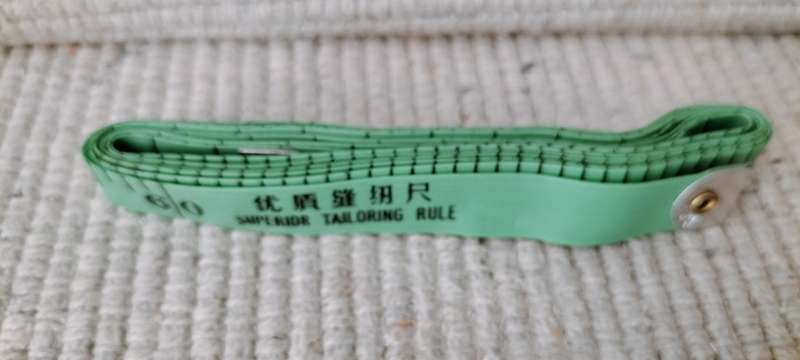 60
优质缝纫尺
SUPERIOR TAILORING RULE